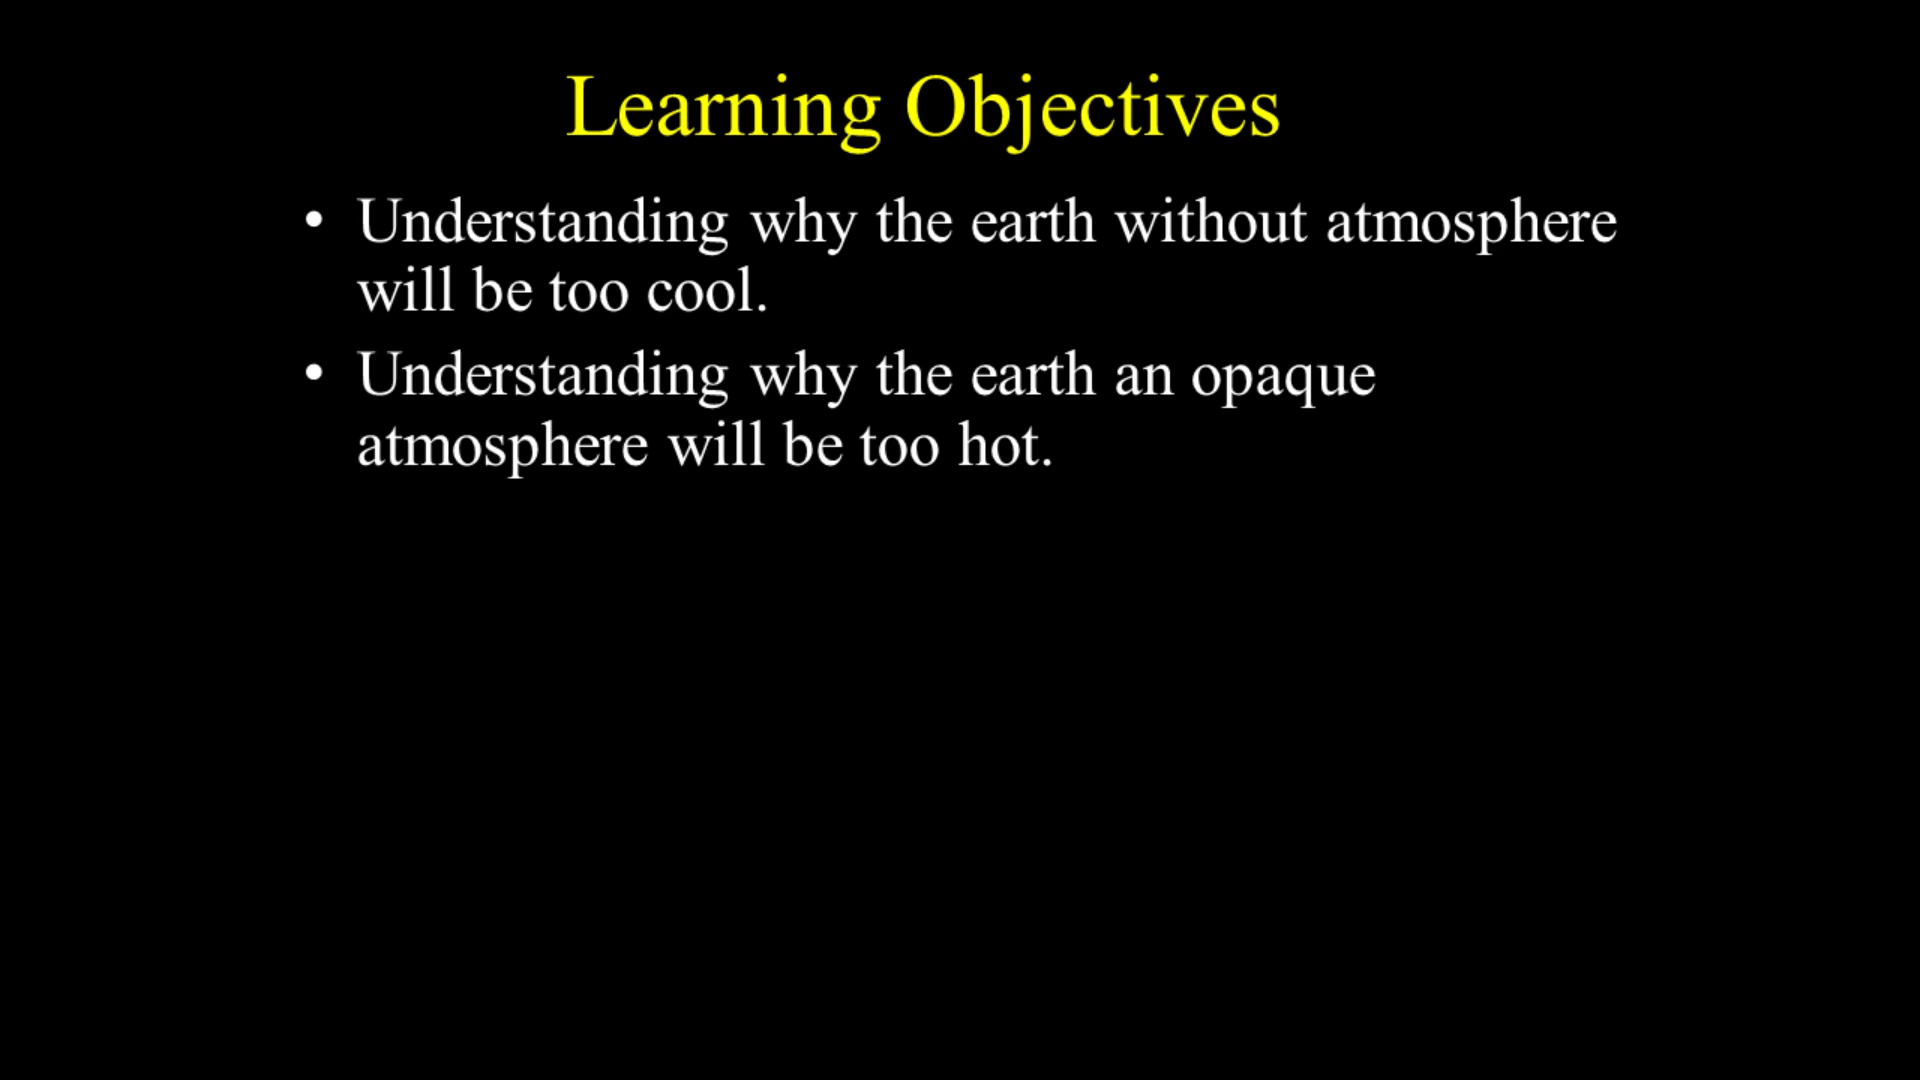 Learning Objectives
• Understanding why the earth without atmosphere
will be too cool.
• Understanding why the earth an opaque
atmosphere will be too hot.